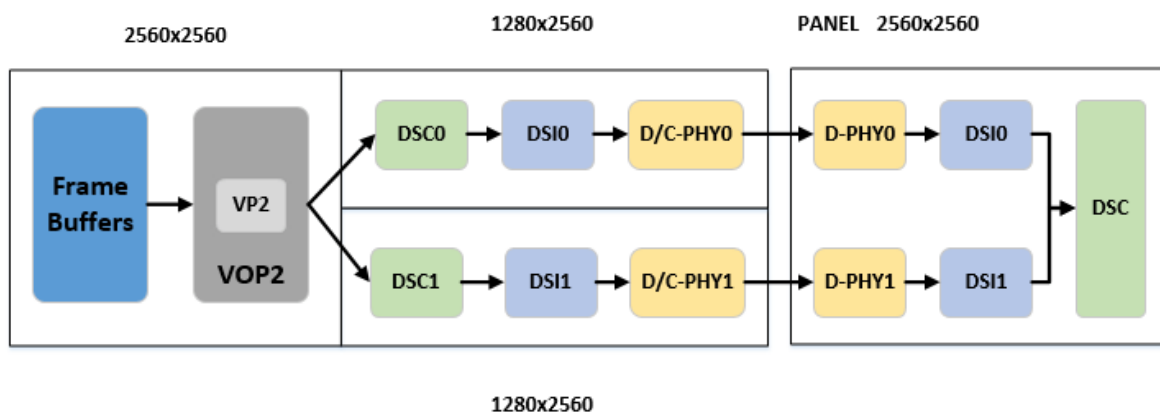 2560x2560
1280x2560
PANEL 2560x2560
Frame
Buffers
VP2
VOP2
DSC0
DSI0
D/C-PHY0
D-PHY0
DSI0
DSC1
DSI1
D/C-PHY1
D-PHY1
DSI1
DSC
1280x2560